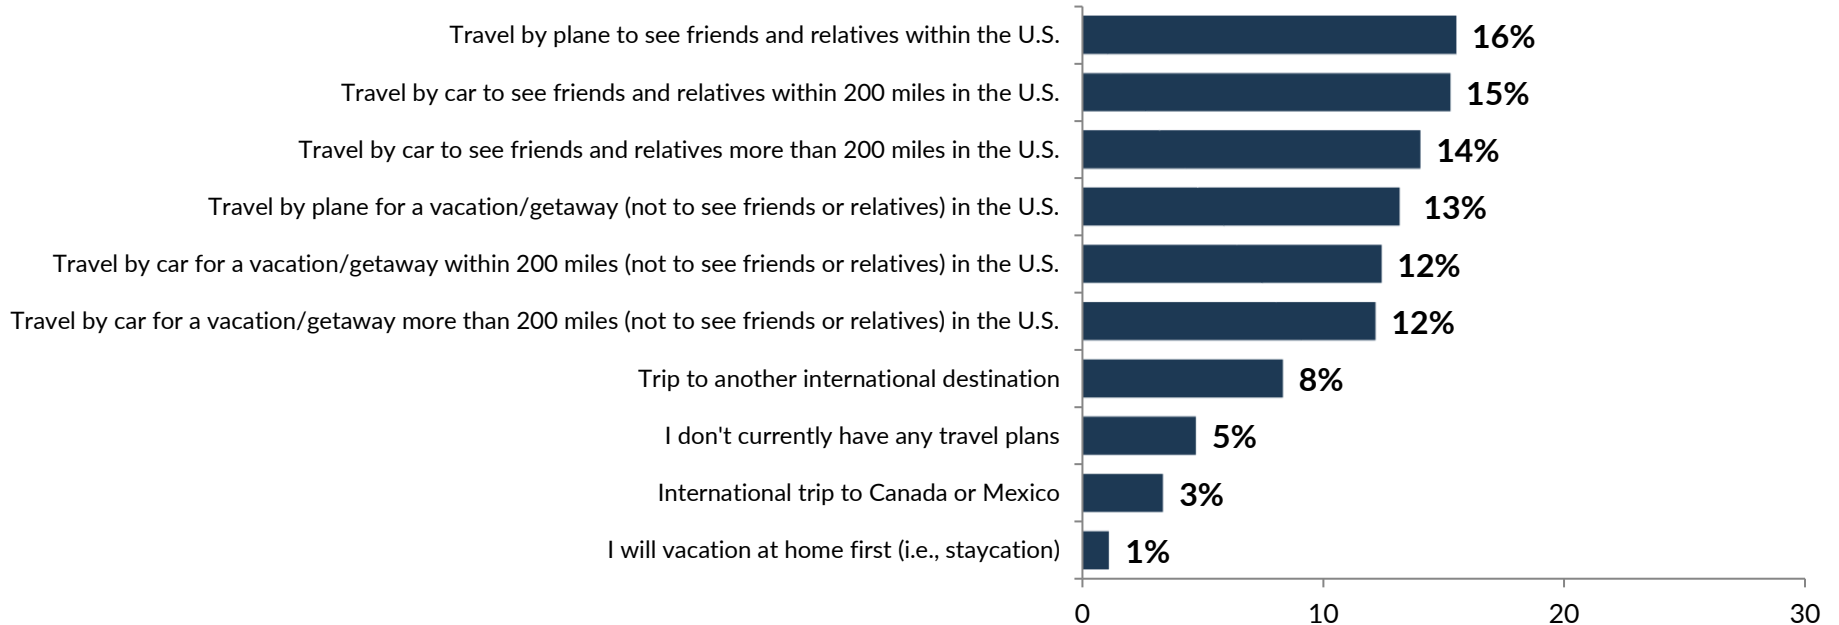 Travel by plane to see friends and relatives within the U.S. 16%
Travel by car to see friends and relatives within 200 miles in the U.S. 15%
Travel by car to see friends and relatives more than 200 miles in the U.S. 14%
Travel by plane for a vacation/getaway (not to see friends or relatives) in the U.S. 13%
Travel by car for a vacation/getaway within 200 miles (not to see friends or relatives) in the U.S. 12%
Travel by car for a vacation/getaway more than 200 miles (not to see friends or relatives) in the U.S. 12%
Trip to another international destination 8%
I don't currently have any travel plans 5%
International trip to Canada or Mexico 3%
I will vacation at home first (i.e., staycation) 1%
0 10 20 30